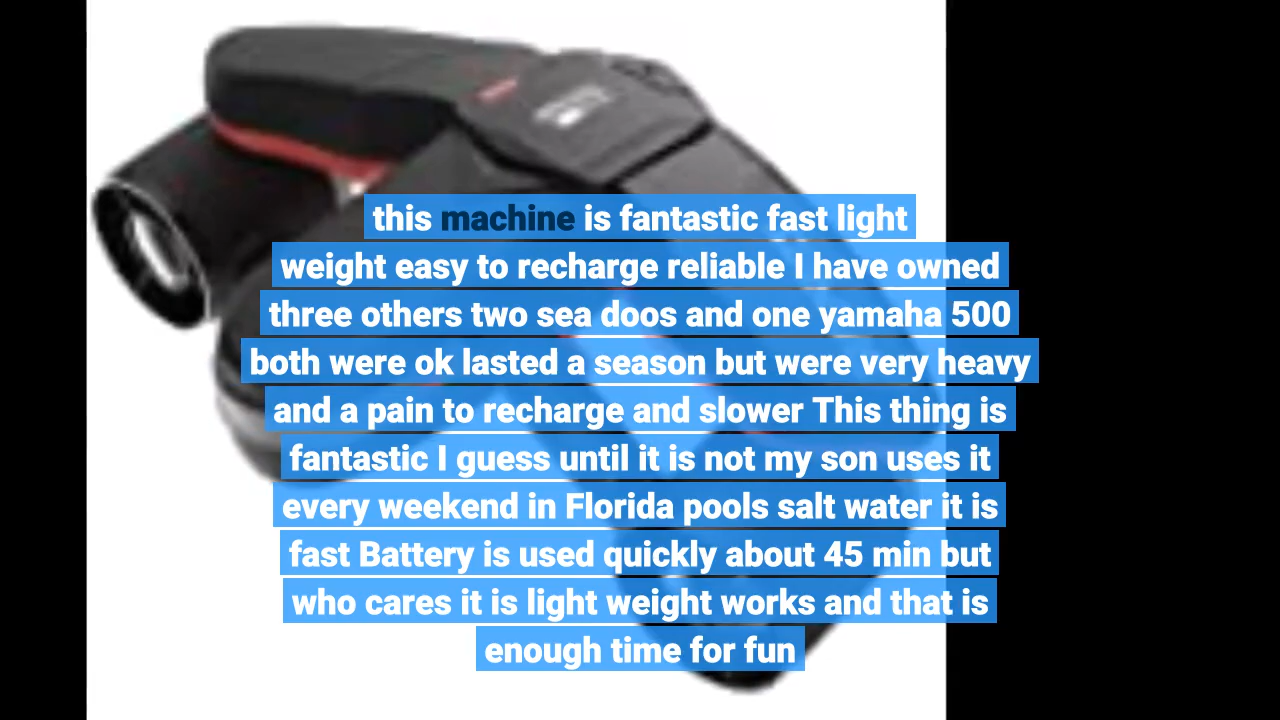 this machine is fantastic fast light
weight easy to recharge reliable I have owned
three others two sea doos and one yamaha 500
both were ok lasted a season but were very heavy
and a pain to recharge and slower This thing is
fantastic I guess until it is not my son uses it
every weekend in Florida pools salt water it is
fast Battery is used quickly about 45 min but
who cares it is light weight works and that is
enough time for fun